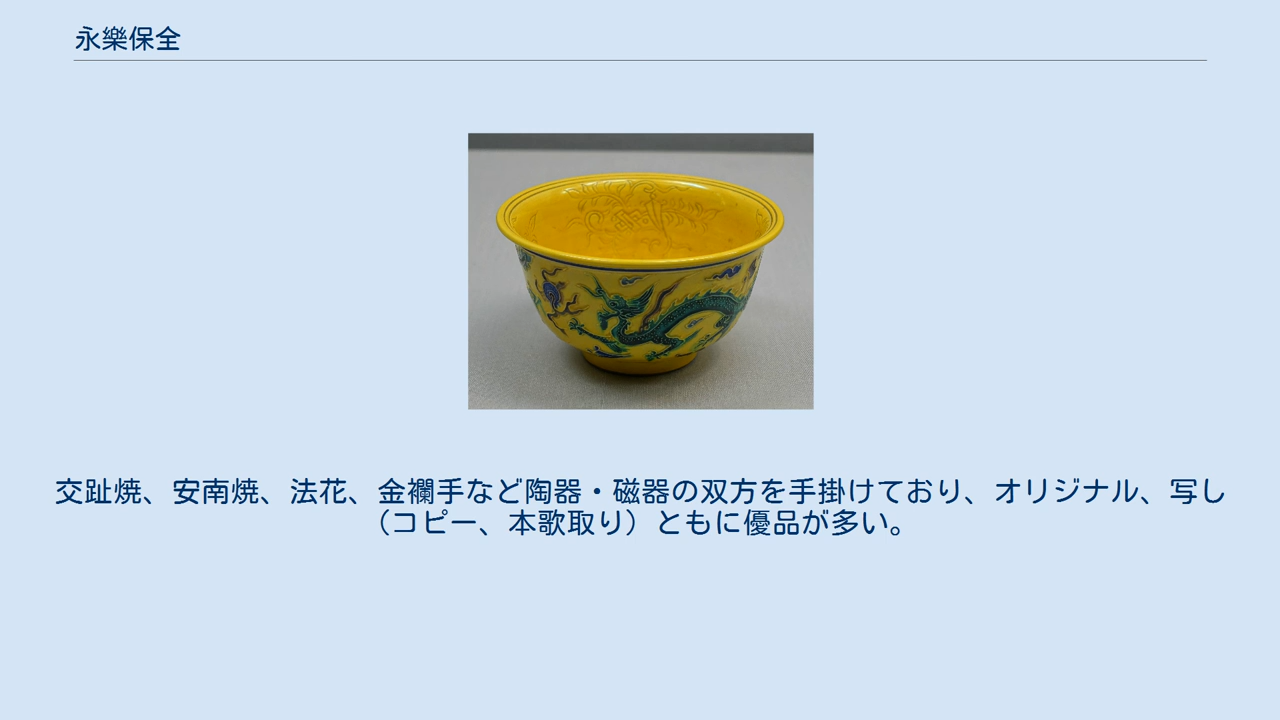 永樂保全
交趾焼、安南焼、法花、金襴手など陶器・磁器の双方を手掛けており、オリジナル、写し
（コピー、本歌取り）ともに優品が多い。